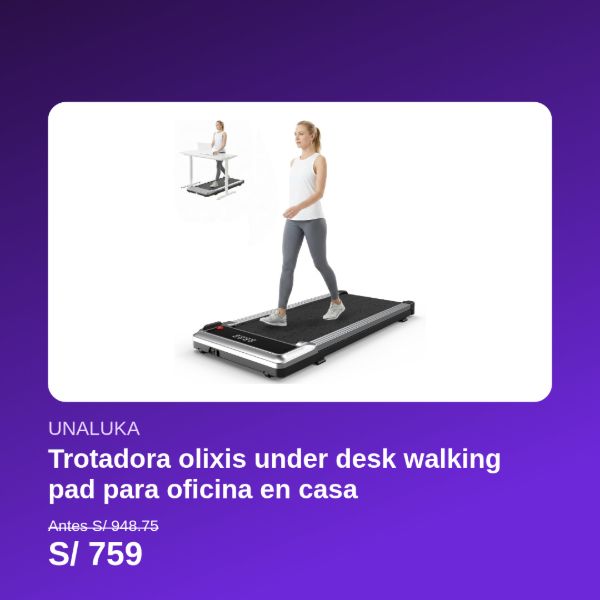 UNALUKA
Trotadora olixis under desk walking
pad para oficina en casa
Antes S/ 948.75
S/ 759